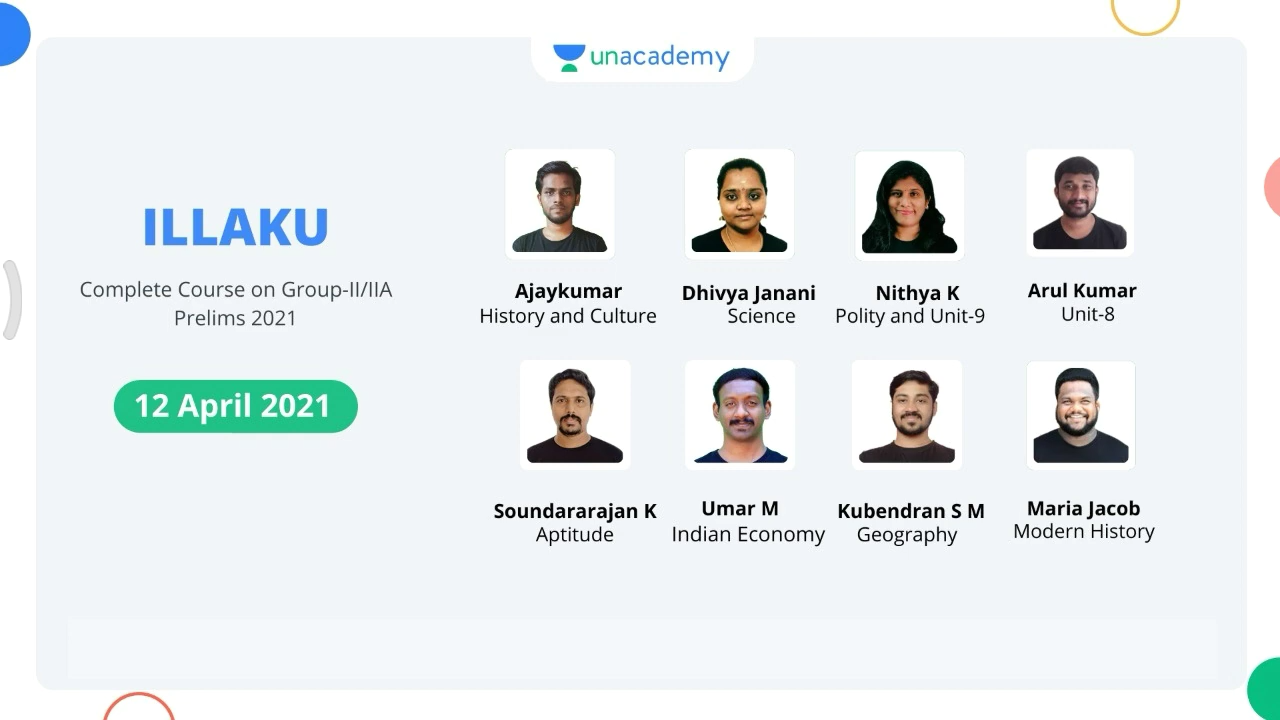 unacademy
ILLAKU
Complete Course on Group-II/IIA
Prelims 2021
12 April 2021
Ajaykumar
History and Culture
Dhivya Janani
Science
Nithya K
Polity and Unit-9
Arul Kumar
Unit-8
Soundararajan K
Aptitude
Umar M
Indian Economy
Kubendran S M
Geography
Maria Jacob
Modern History